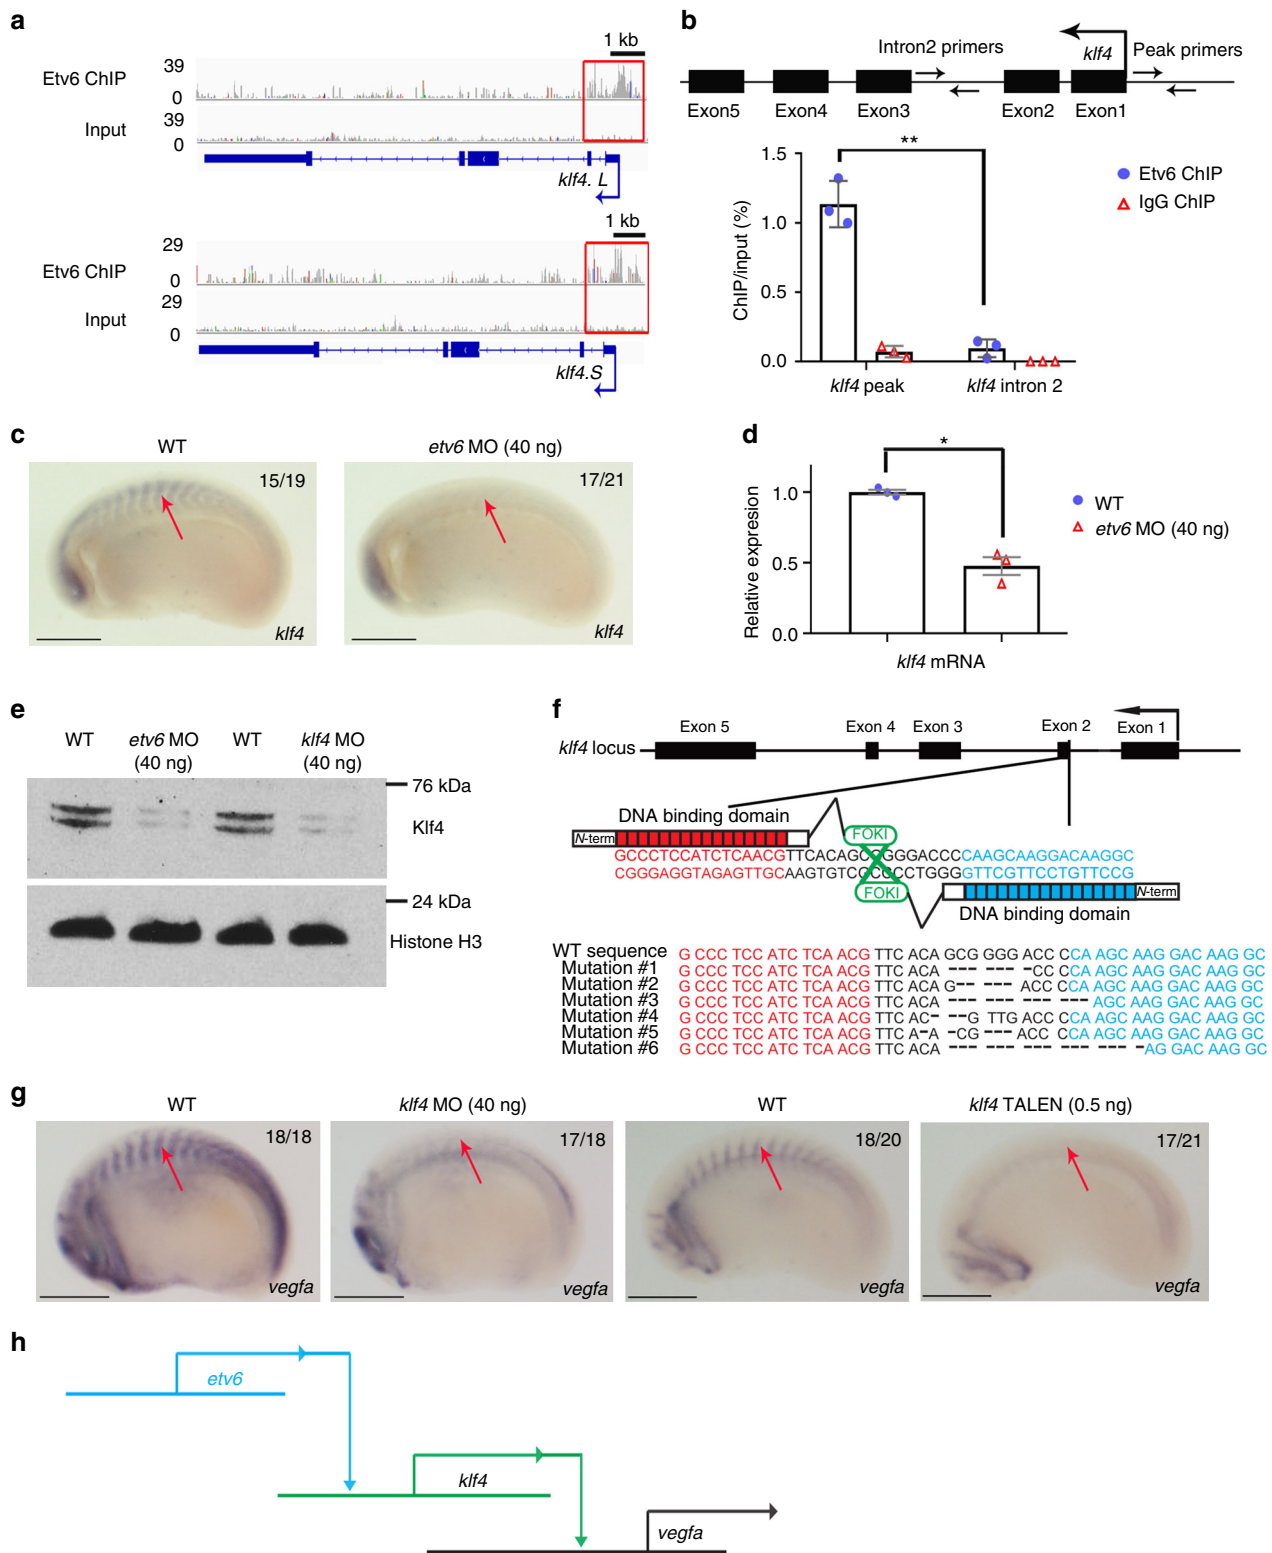 a
1 kb
Etv6 ChIP
39
0
Input
39
0
klf4. L
1 kb
Etv6 ChIP
29
0
Input
29
0
klf4.S
b
Intron2 primers
klf4
Peak primers
Exon5 Exon4 Exon3 Exon2 Exon1
**
ChIP/input (%)
1.5
1.0
0.5
0.0
Etv6 ChIP
IgG ChIP
klf4 peak
klf4 intron 2
c
WT
etv6 MO (40 ng)
15/19
17/21
klf4
klf4
d
*
Relative expresion
1.0
0.5
0.0
WT
etv6 MO (40 ng)
klf4 mRNA
e
WT etv6 MO (40 ng) WT klf4 MO (40 ng)
76 kDa
Klf4
24 kDa
Histone H3
f
klf4 locus
Exon 5 Exon 4 Exon 3 Exon 2 Exon 1
DNA binding domain
N-term
FOKI
GCCCTCCATCTCAACGTTCACAGCGGGGACCCCAAGCAAGGACAAGGC
CGGGAGGTAGAGTTGCAAGTGTCGCCCCTGGGGTTCGTTCCTGTTCCG
FOKI
N-term
DNA binding domain
WT sequence G CCC TCC ATC TCA ACG TTC ACA GCG GGG ACC CCA AGC AAG GAC AAG GC
Mutation #1 G CCC TCC ATC TCA ACG TTC ACA --- --- -CC CCA AGC AAG GAC AAG GC
Mutation #2 G CCC TCC ATC TCA ACG TTC ACA G-- --- ACC CCA AGC AAG GAC AAG GC
Mutation #3 G CCC TCC ATC TCA ACG TTC ACA --- --- --- --- AGC AAG GAC AAG GC
Mutation #4 G CCC TCC ATC TCA ACG TTC AC- --G TTG ACC CCA AGC AAG GAC AAG GC
Mutation #5 G CCC TCC ATC TCA ACG TTC A-A -CG --- ACC CCA AGC AAG GAC AAG GC
Mutation #6 G CCC TCC ATC TCA ACG TTC ACA --- --- --- --- --- -AG GAC AAG GC
g
WT
klf4 MO (40 ng)
WT
klf4 TALEN (0.5 ng)
18/18
17/18
18/20
17/21
vegfa
vegfa
vegfa
vegfa
h
etv6
klf4
vegfa